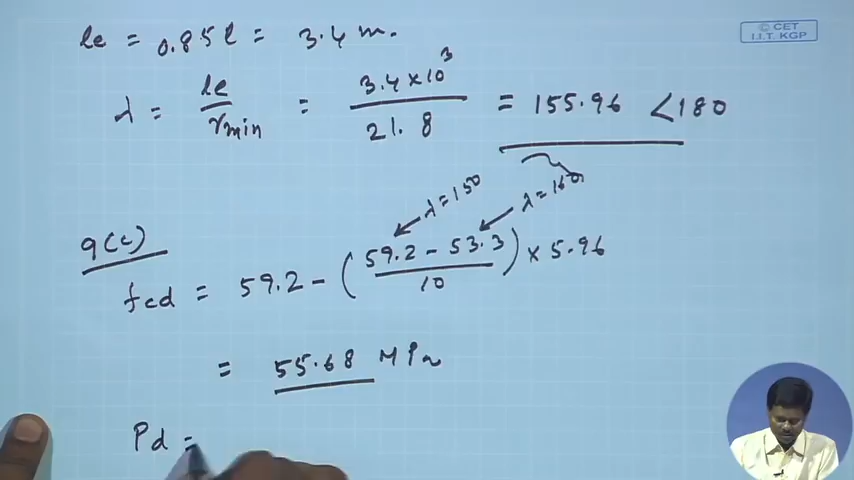 © CET
I.I.T. KGP
le = 0.85l = 3.4 m.
λ = le / rmin = 3.4×10³ / 21.8 = 155.96 < 180
λ=150 λ=160
9(c)
fcd = 59.2 - ( 59.2 - 53.3 / 10 ) × 5.96
= 55.68 MPa
Pd =